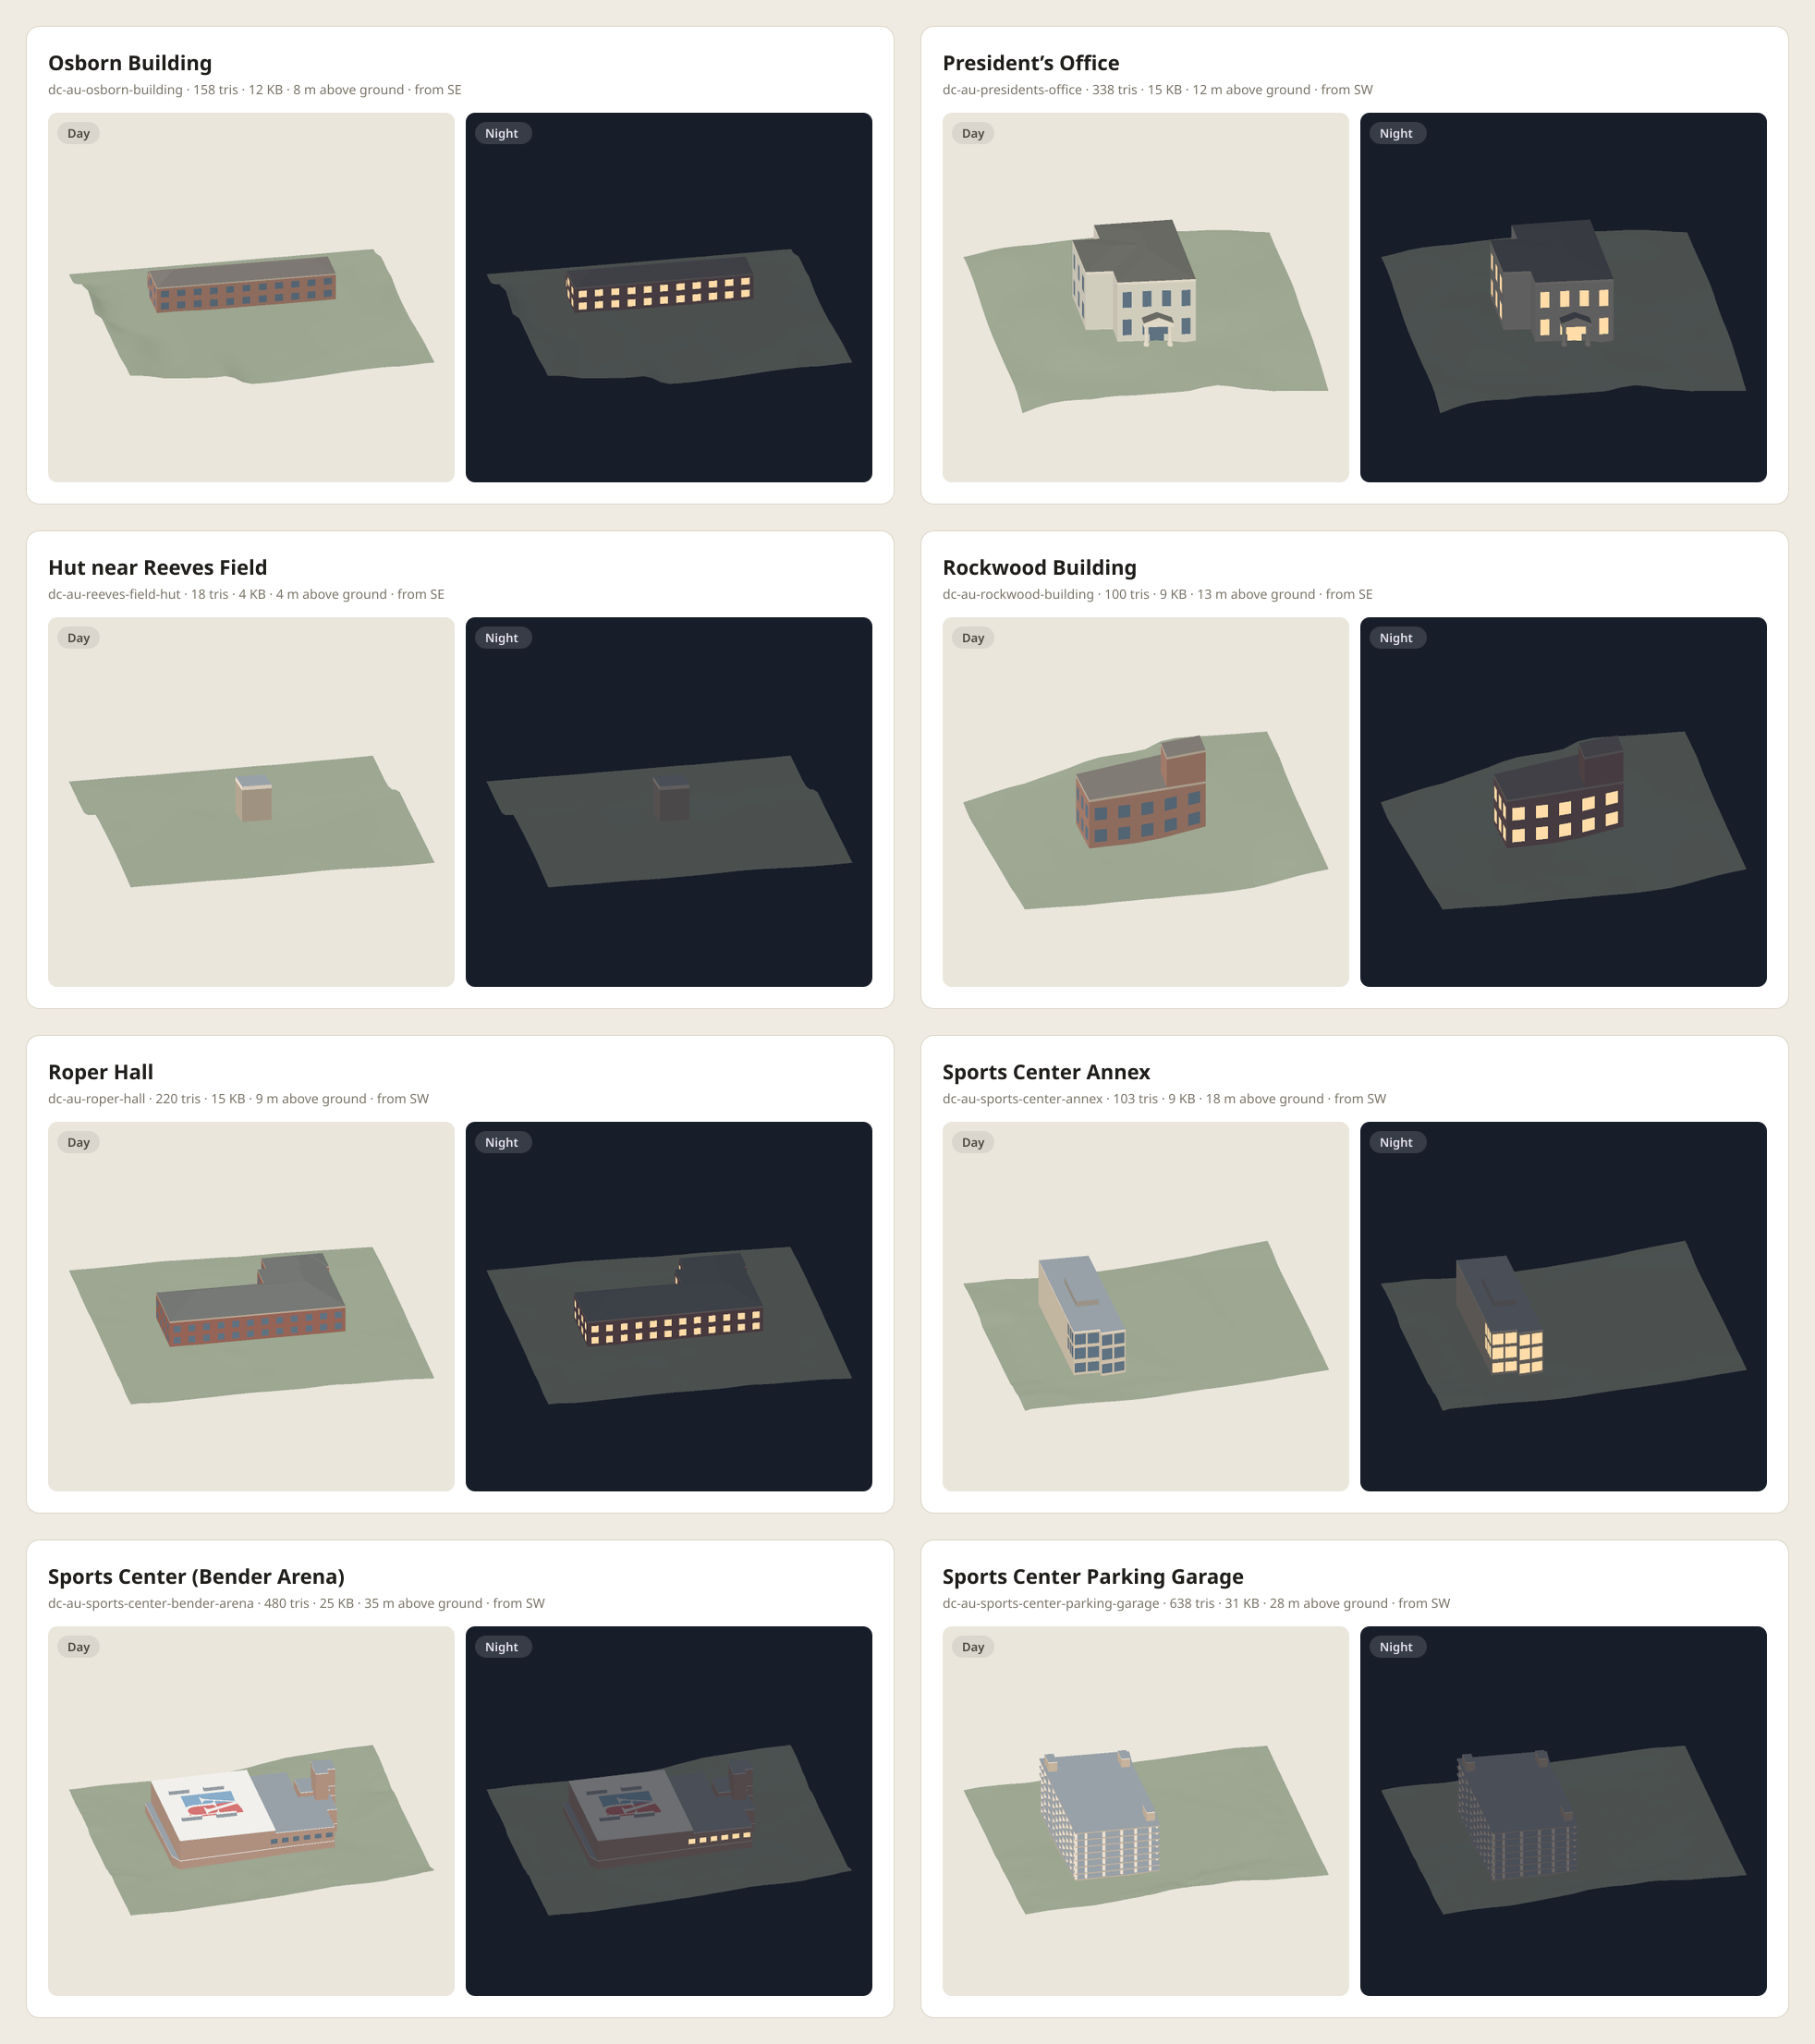 Osborn Building
dc-au-osborn-building · 158 tris · 12 KB · 8 m above ground · from SE
Day
Night
President’s Office
dc-au-presidents-office · 338 tris · 15 KB · 12 m above ground · from SW
Day
Night
Hut near Reeves Field
dc-au-reeves-field-hut · 18 tris · 4 KB · 4 m above ground · from SE
Day
Night
Rockwood Building
dc-au-rockwood-building · 100 tris · 9 KB · 13 m above ground · from SE
Day
Night
Roper Hall
dc-au-roper-hall · 220 tris · 15 KB · 9 m above ground · from SW
Day
Night
Sports Center Annex
dc-au-sports-center-annex · 103 tris · 9 KB · 18 m above ground · from SW
Day
Night
Sports Center (Bender Arena)
dc-au-sports-center-bender-arena · 480 tris · 25 KB · 35 m above ground · from SW
Day
Night
Sports Center Parking Garage
dc-au-sports-center-parking-garage · 638 tris · 31 KB · 28 m above ground · from SW
Day
Night